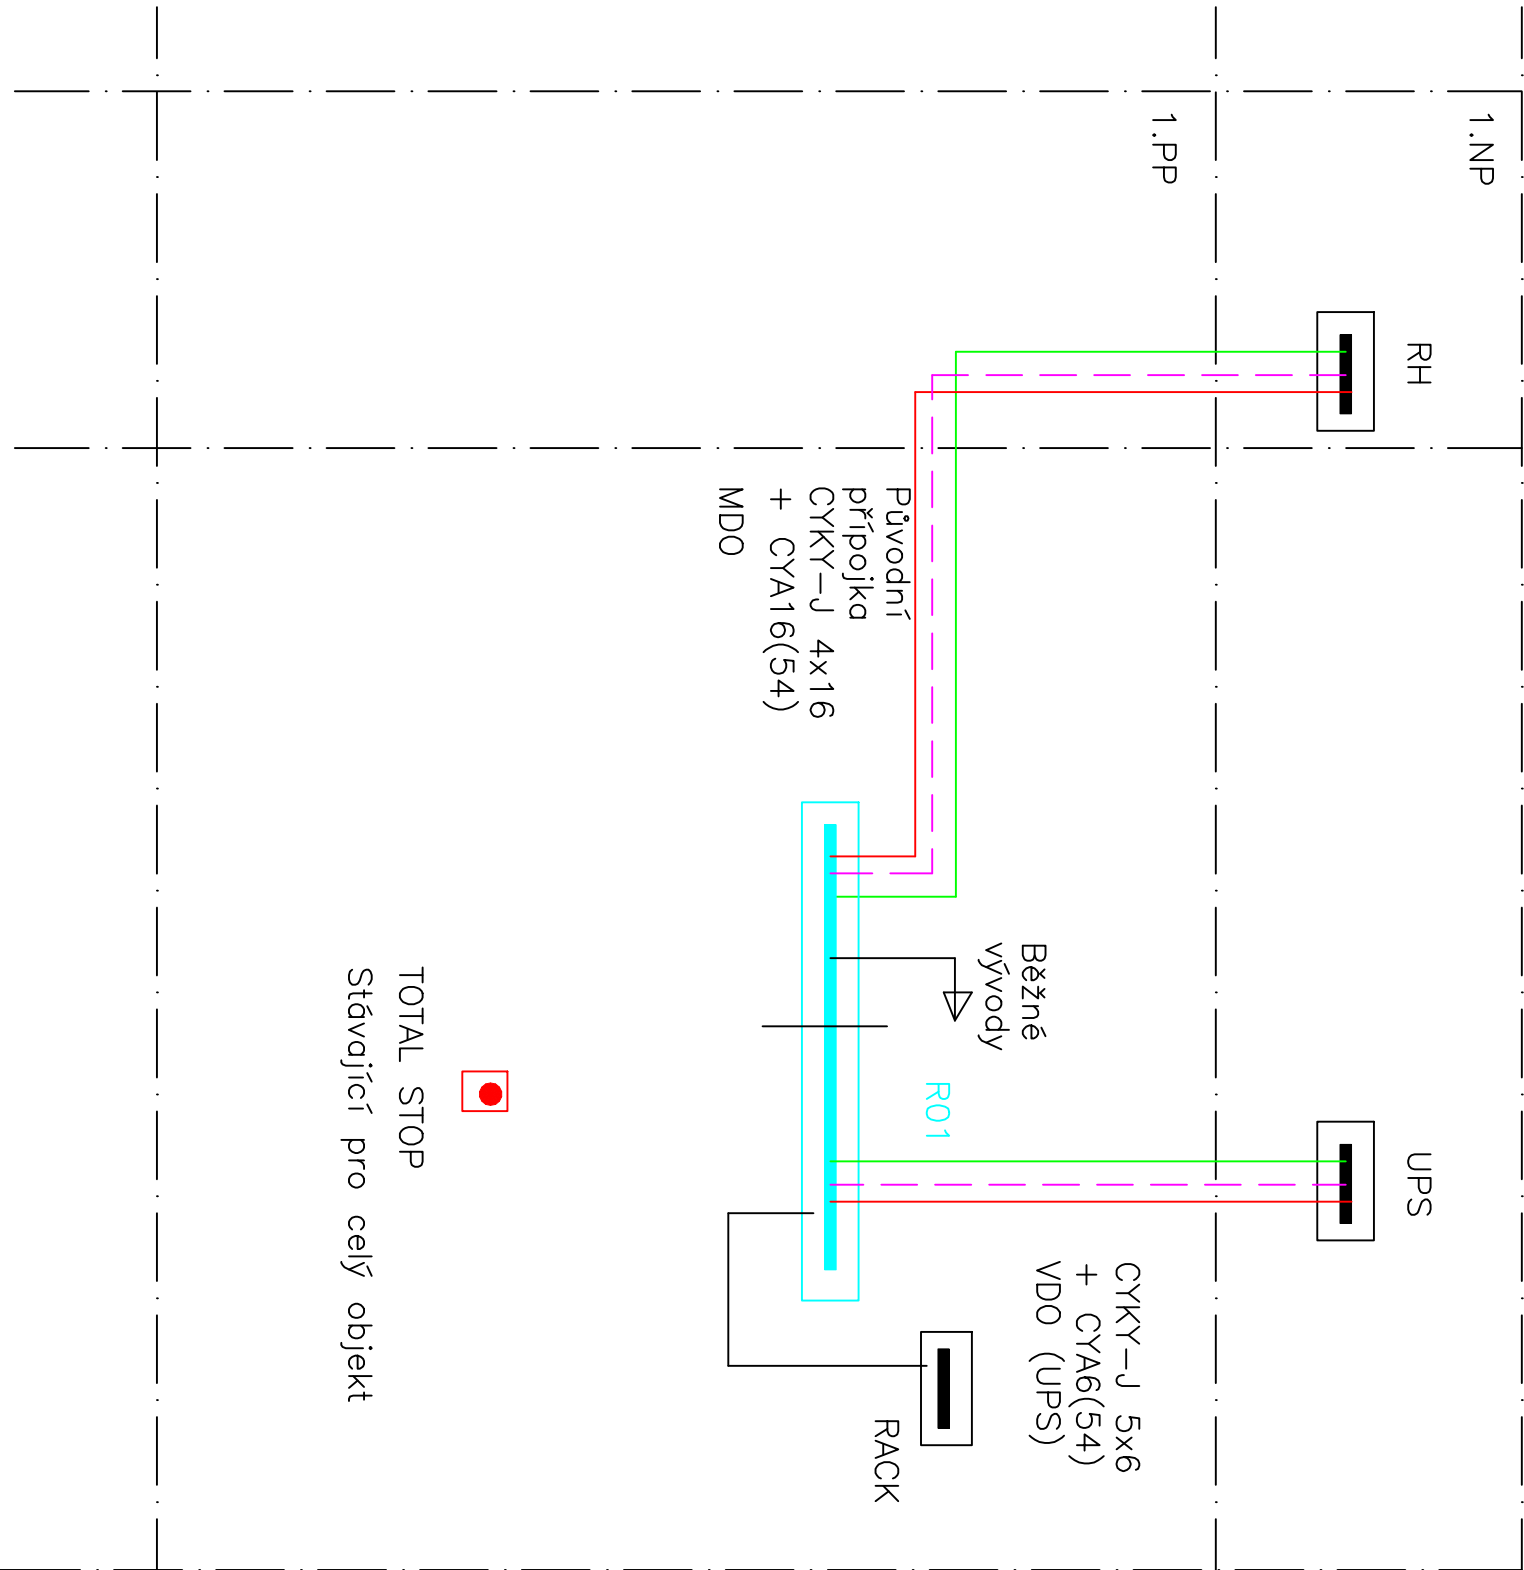 1.NP
RH
UPS
1.PP
Původní
přípojka
CYKY-J 4x16
+ CYA16(54)
MDO
Běžné
vývody
R01
CYKY-J 5x6
+ CYA6(54)
VDO (UPS)
RACK
TOTAL STOP
Stávající pro celý objekt